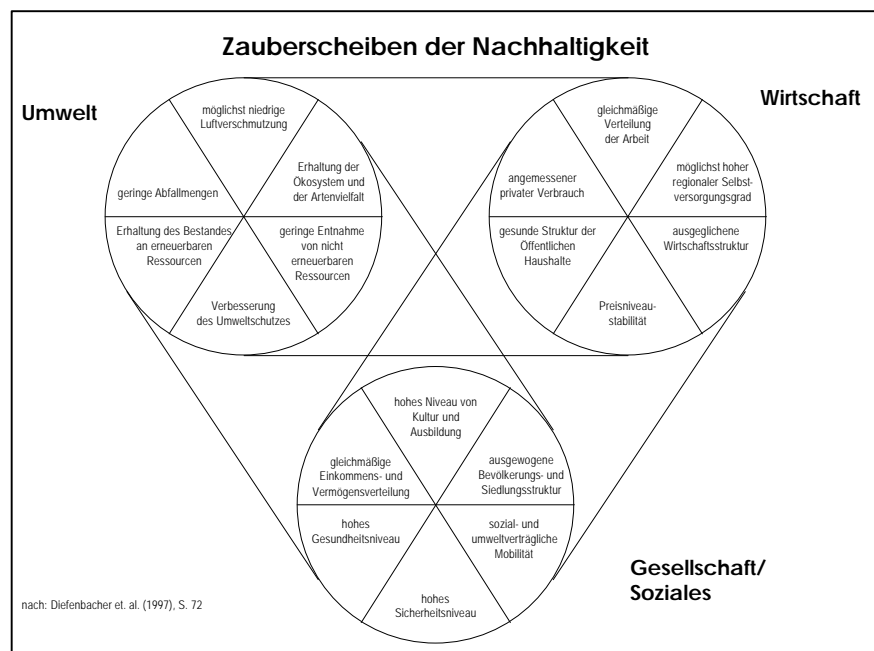 Zauberscheiben der Nachhaltigkeit
Umwelt
möglichst niedrige
Luftverschmutzung
Erhaltung der
Ökosystem und
der Artenvielfalt
geringe Abfallmengen
Erhaltung des Bestandes
an erneuerbaren
Ressourcen
geringe Entnahme
von nicht
erneuerbaren
Ressourcen
Verbesserung
des Umweltschutzes
Wirtschaft
gleichmäßige
Verteilung
der Arbeit
angemessener
privater Verbrauch
möglichst hoher
regionaler Selbst-
versorgungsgrad
gesunde Struktur der
Öffentlichen
Haushalte
ausgeglichene
Wirtschaftsstruktur
Preisniveau-
stabilität
hohes Niveau von
Kultur und
Ausbildung
gleichmäßige
Einkommens- und
Vermögensverteilung
ausgewogene
Bevölkerungs- und
Siedlungsstruktur
hohes
Gesundheitsniveau
sozial- und
umweltverträgliche
Mobilität
hohes
Sicherheitsniveau
Gesellschaft/
Soziales
nach: Diefenbacher et. al. (1997), S. 72